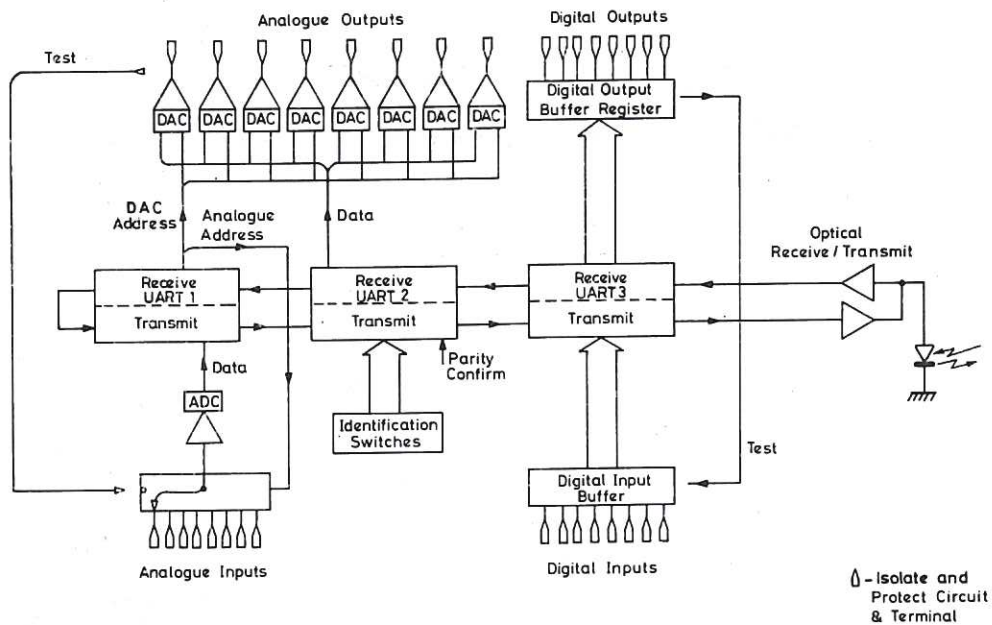 Analogue Outputs
Digital Outputs
Test
Digital Output
Buffer Register
DAC
DAC
DAC
DAC
DAC
DAC
DAC
DAC
DAC
Address
Analogue
Address
Data
Optical
Receive / Transmit
Receive
UART 1
Transmit
Receive
UART 2
Transmit
Receive
UART 3
Transmit
Data
Parity
Confirm
ADC
Identification
Switches
Test
Digital Input
Buffer
Analogue Inputs
Digital Inputs
- Isolate and
Protect Circuit
& Terminal